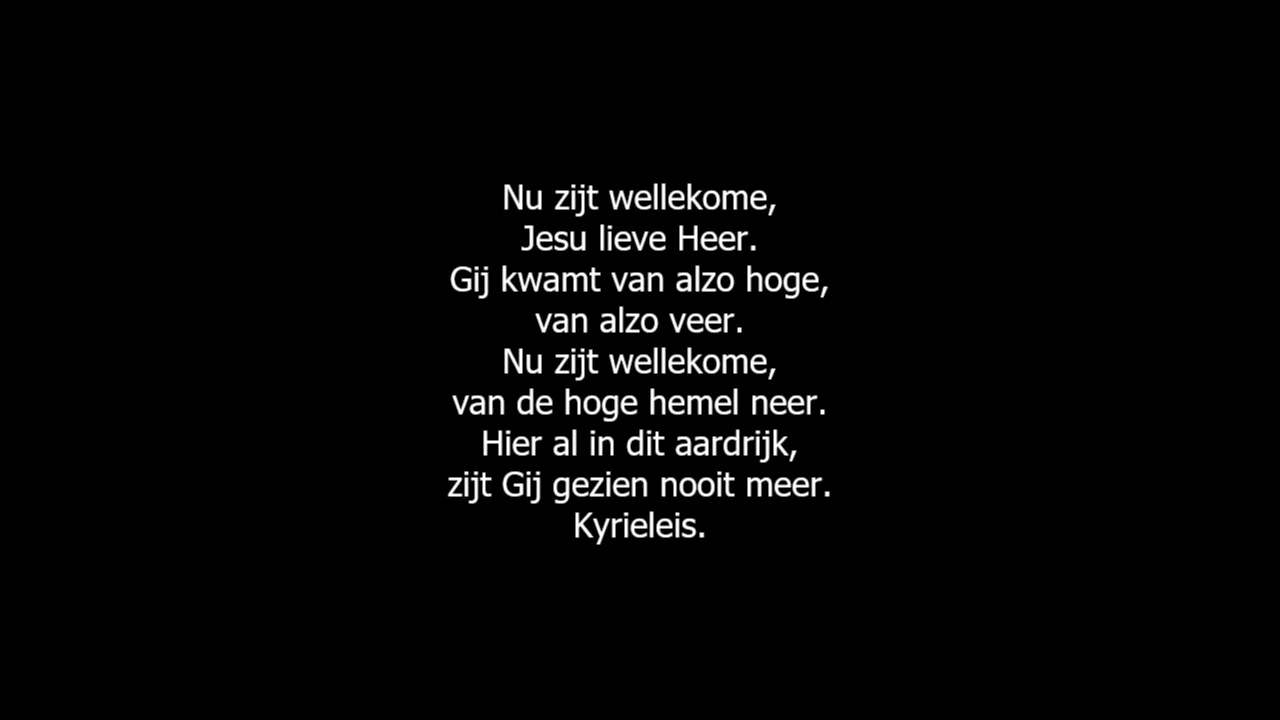 Nu zijt wellekome,
Jesu lieve Heer.
Gij kwamt van alzo hoge,
van alzo veer.
Nu zijt wellekome,
van de hoge hemel neer.
Hier al in dit aardrijk,
zijt Gij gezien nooit meer.
Kyrieleis.